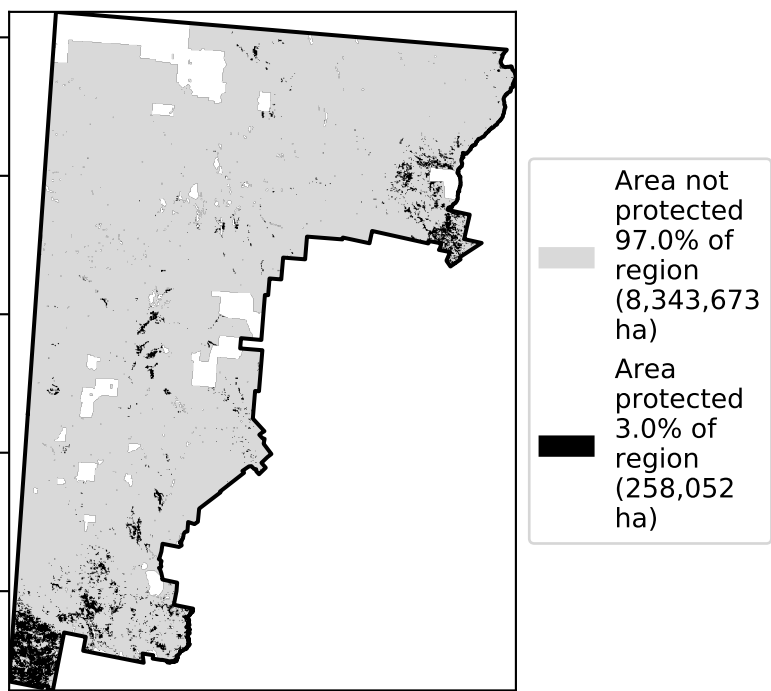 Area not
protected
97.0% of
region
(8,343,673
ha)
Area
protected
3.0% of
region
(258,052
ha)